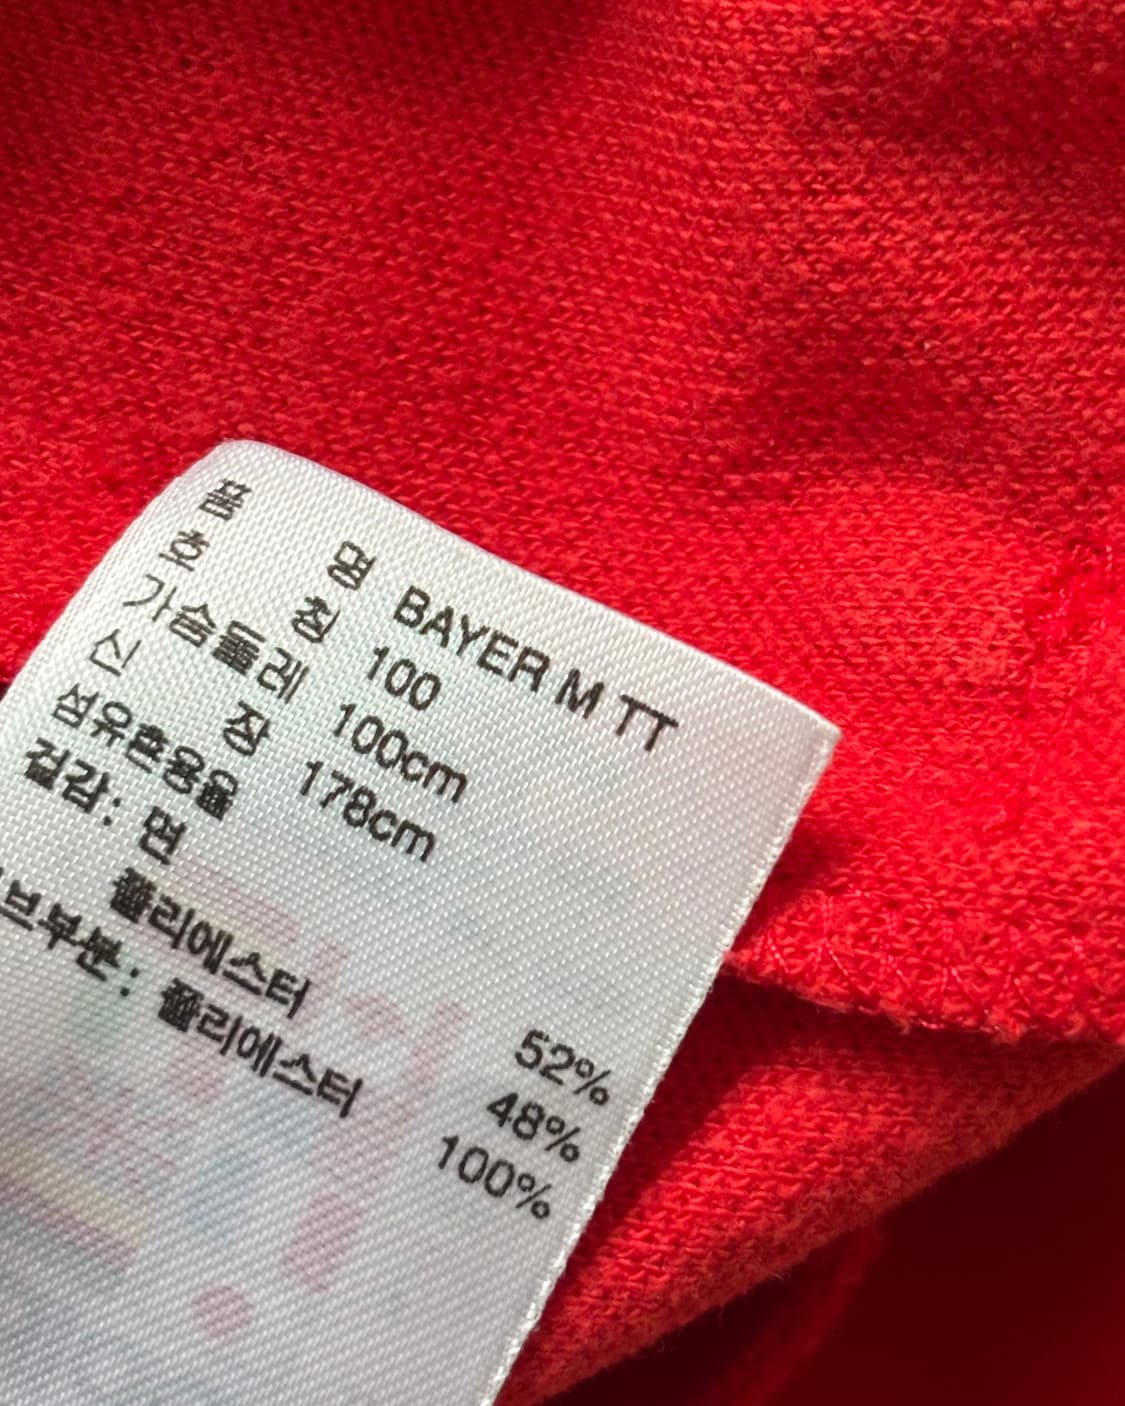 품 명 BAYER M TT
호 칭 100
가슴둘레 100cm
신 장 178cm
섬유혼용율
겉감: 면 52%
폴리에스터 48%
브부분: 폴리에스터 100%